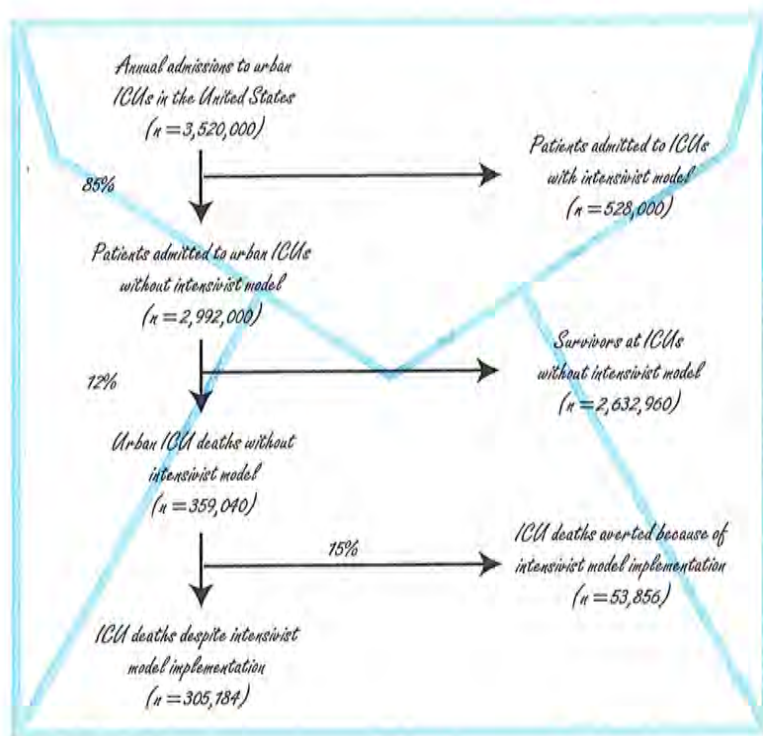 Annual admissions to urban
ICUs in the United States
(n=3,520,000)
85%
Patients admitted to ICUs
with intensivist model
(n=528,000)
Patients admitted to urban ICUs
without intensivist model
(n=2,992,000)
12%
Survivors at ICUs
without intensivist model
(n=2,632,960)
Urban ICU deaths without
intensivist model
(n=359,040)
15%
ICU deaths averted because of
intensivist model implementation
(n=53,856)
ICU deaths despite intensivist
model implementation
(n=305,184)